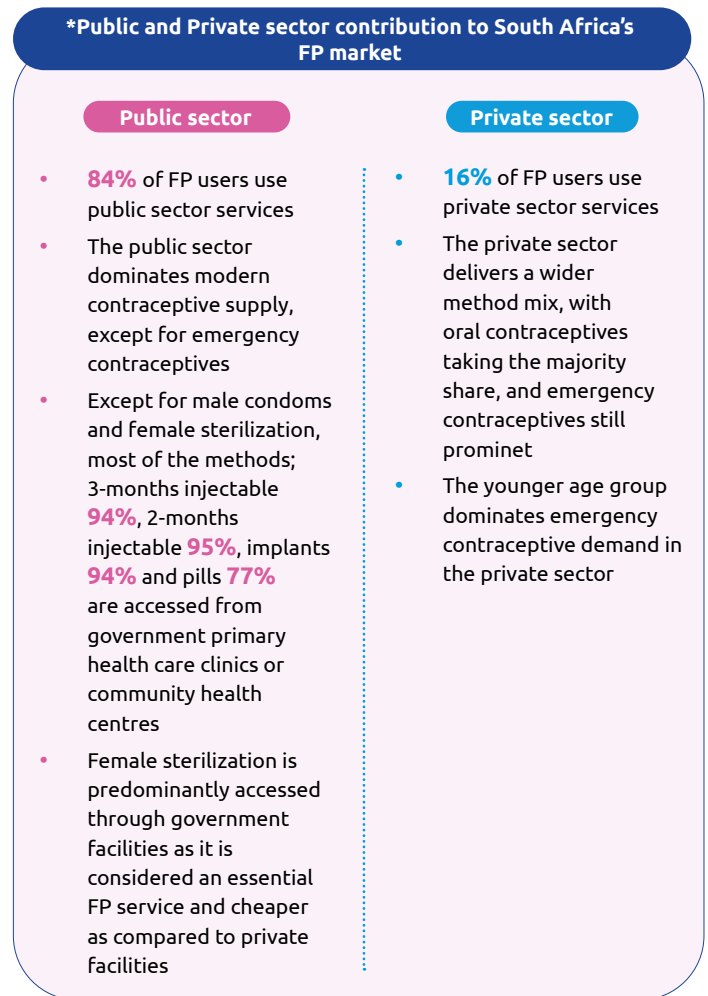 *Public and Private sector contribution to South Africa's
FP market
Public sector
• 84% of FP users use
public sector services
• The public sector
dominates modern
contraceptive supply,
except for emergency
contraceptives
• Except for male condoms
and female sterilization,
most of the methods;
3-months injectable
94%, 2-months
injectable 95%, implants
94% and pills 77%
are accessed from
government primary
health care clinics or
community health
centres
• Female sterilization is
predominantly accessed
through government
facilities as it is
considered an essential
FP service and cheaper
as compared to private
facilities
Private sector
• 16% of FP users use
private sector services
• The private sector
delivers a wider
method mix, with
oral contraceptives
taking the majority
share, and emergency
contraceptives still
prominet
• The younger age group
dominates emergency
contraceptive demand in
the private sector